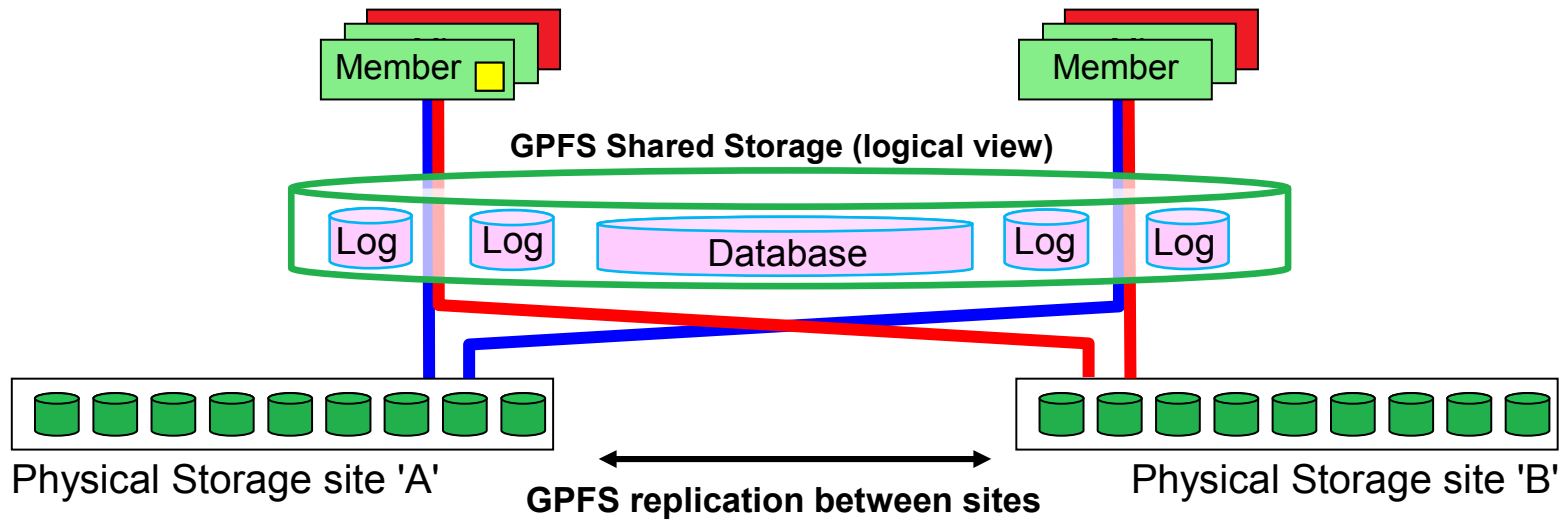 Member
Member
GPFS Shared Storage (logical view)
Log
Log
Database
Log
Log
Physical Storage site 'A'
Physical Storage site 'B'
GPFS replication between sites